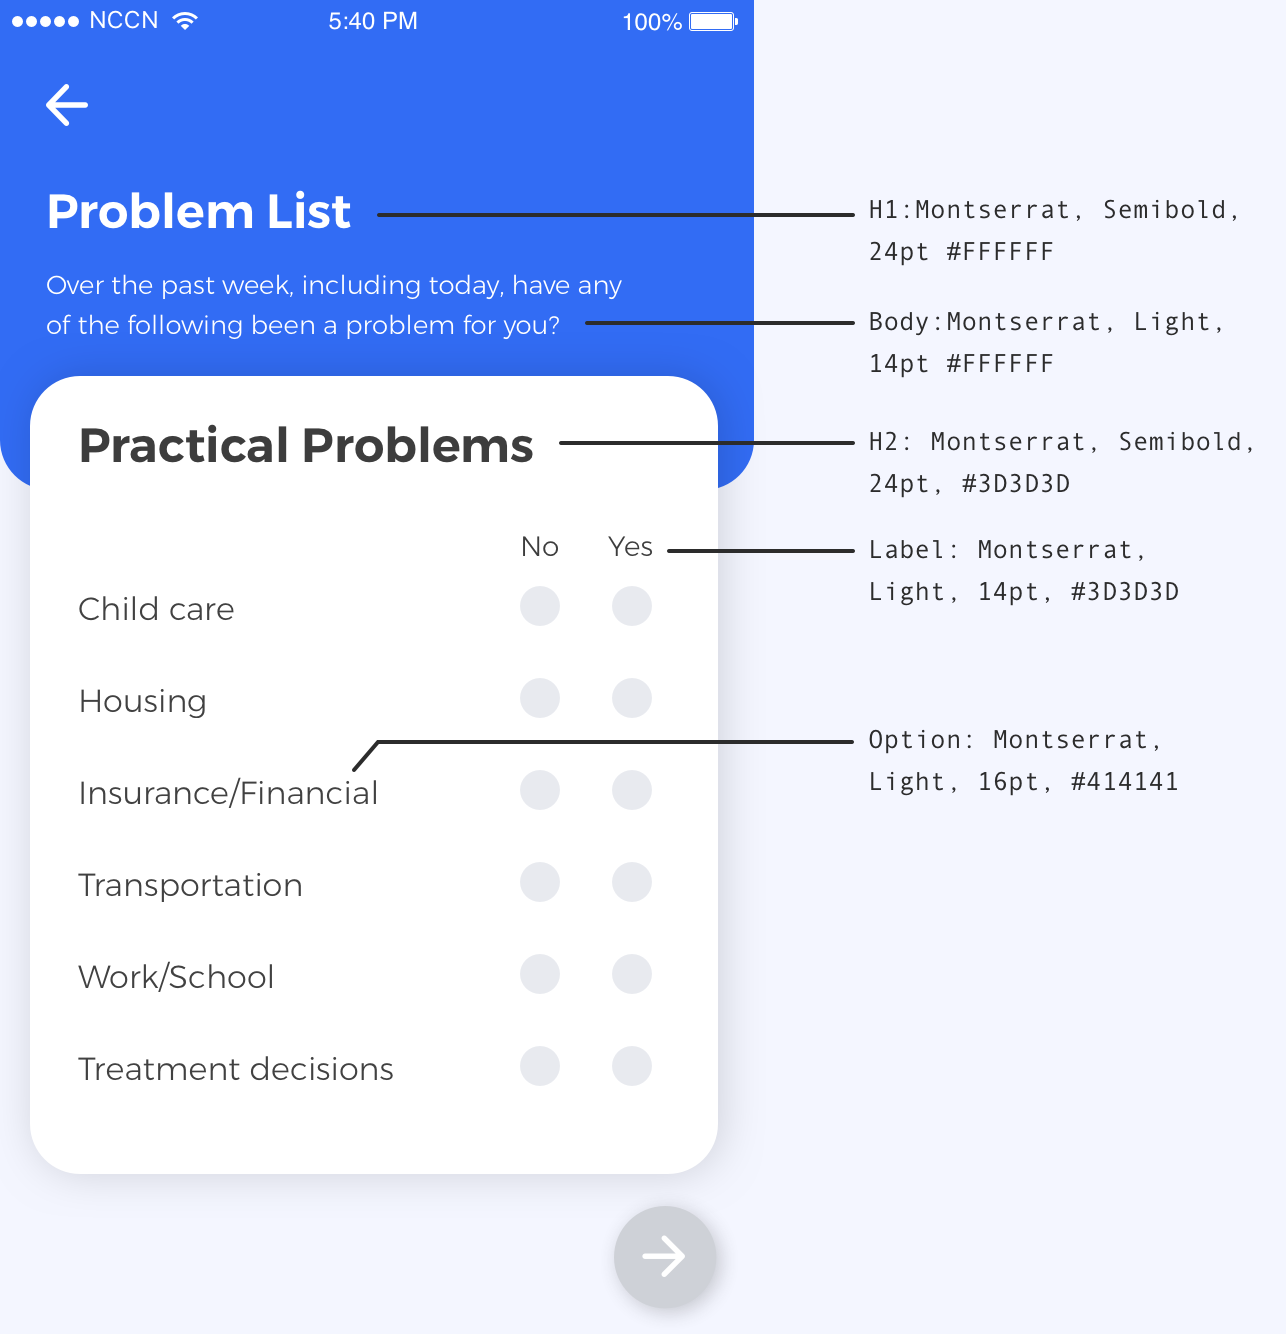 NCCN 5:40 PM 100%
Problem List
H1:Montserrat, Semibold,
24pt #FFFFFF
Over the past week, including today, have any
of the following been a problem for you?
Body:Montserrat, Light,
14pt #FFFFFF
Practical Problems
H2: Montserrat, Semibold,
24pt, #3D3D3D
No Yes
Label: Montserrat,
Light, 14pt, #3D3D3D
Child care
Housing
Option: Montserrat,
Light, 16pt, #414141
Insurance/Financial
Transportation
Work/School
Treatment decisions